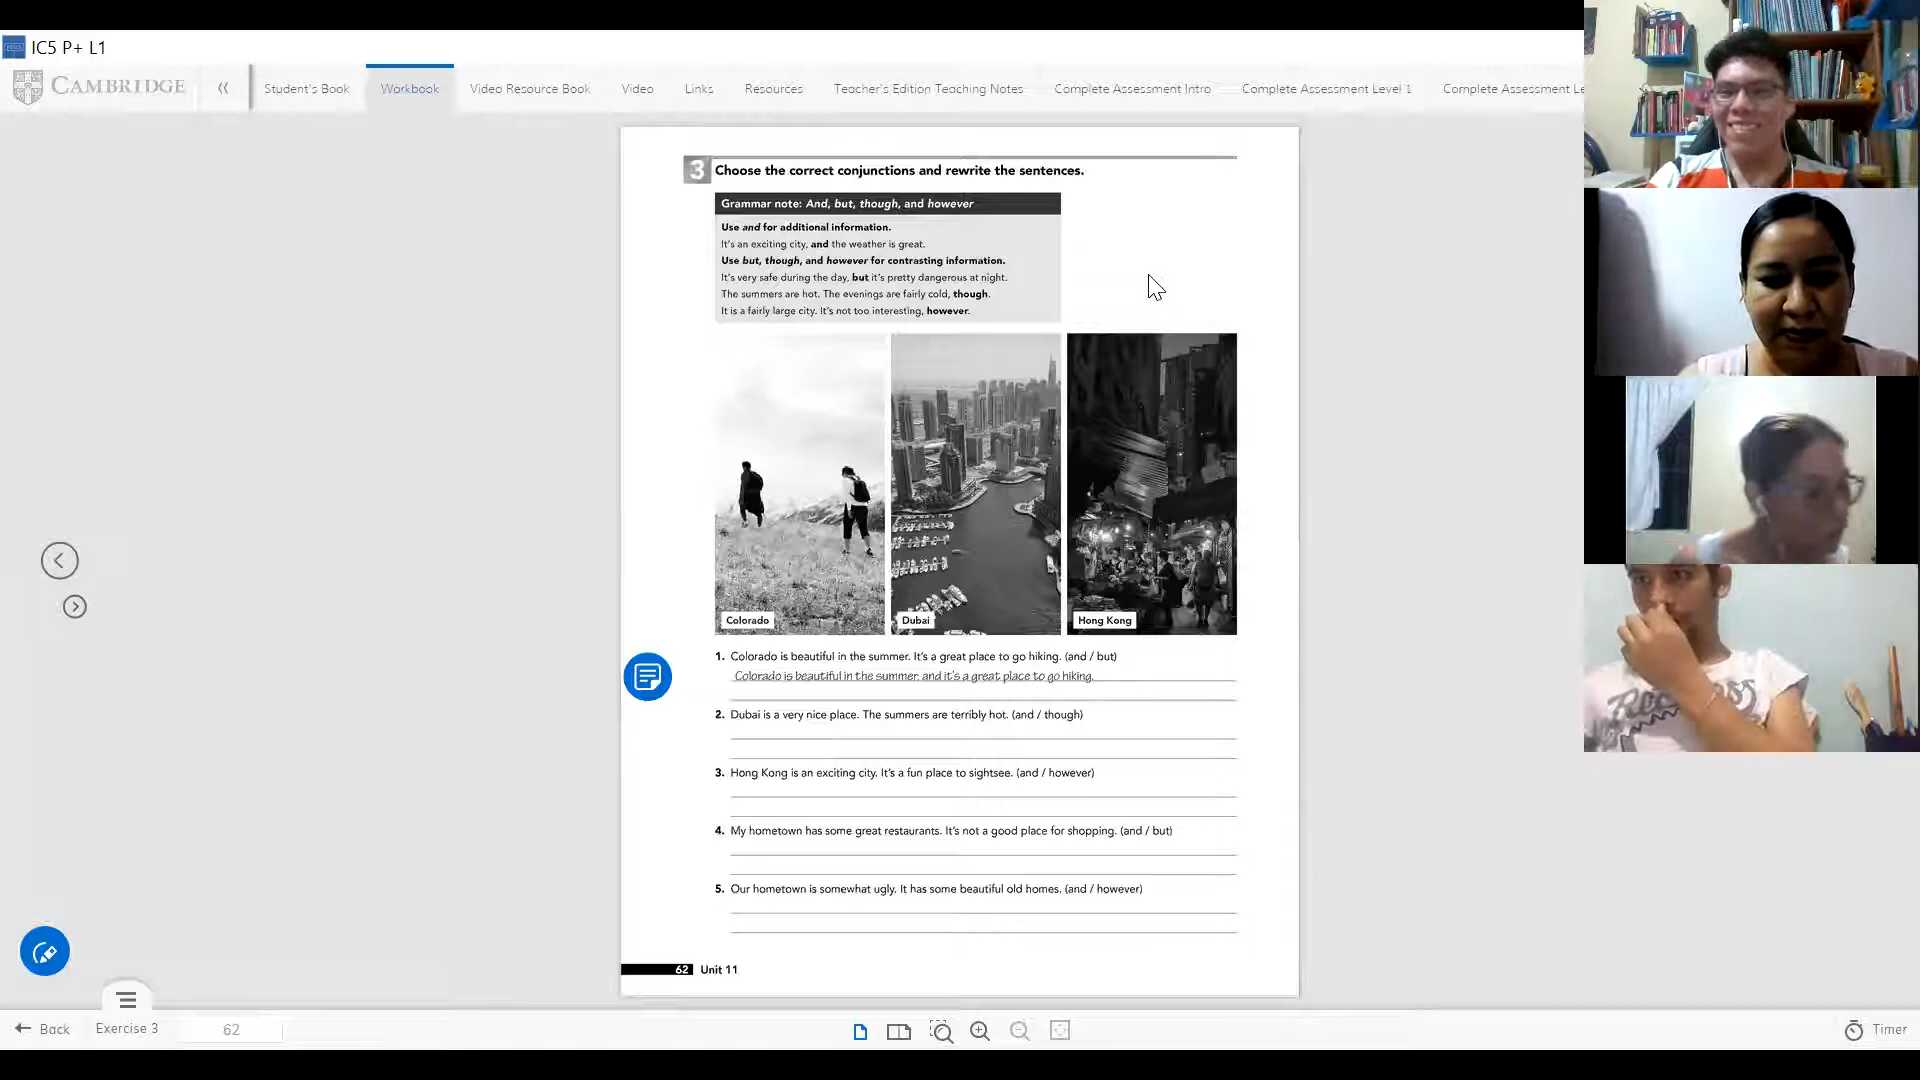 IC5 P+ L1
CAMBRIDGE
Student's Book
Workbook
Video Resource Book
Video
Links
Resources
Teacher's Edition Teaching Notes
Complete Assessment Intro
Complete Assessment Level 1
Complete Assessment Le
3 Choose the correct conjunctions and rewrite the sentences.
Grammar note: And, but, though, and however
Use and for additional information.
It's an exciting city, and the weather is great.
Use but, though, and however for contrasting information.
It's very safe during the day, but it's pretty dangerous at night.
The summers are hot. The evenings are fairly cold, though.
It is a fairly large city. It's not too interesting, however.
Colorado
Dubai
Hong Kong
1. Colorado is beautiful in the summer. It's a great place to go hiking. (and / but)
Colorado is beautiful in the summer, and it's a great place to go hiking.
2. Dubai is a very nice place. The summers are terribly hot. (and / though)
3. Hong Kong is an exciting city. It's a fun place to sightsee. (and / however)
4. My hometown has some great restaurants. It's not a good place for shopping. (and / but)
5. Our hometown is somewhat ugly. It has some beautiful old homes. (and / however)
62 Unit 11
Back
Exercise 3
62
Timer